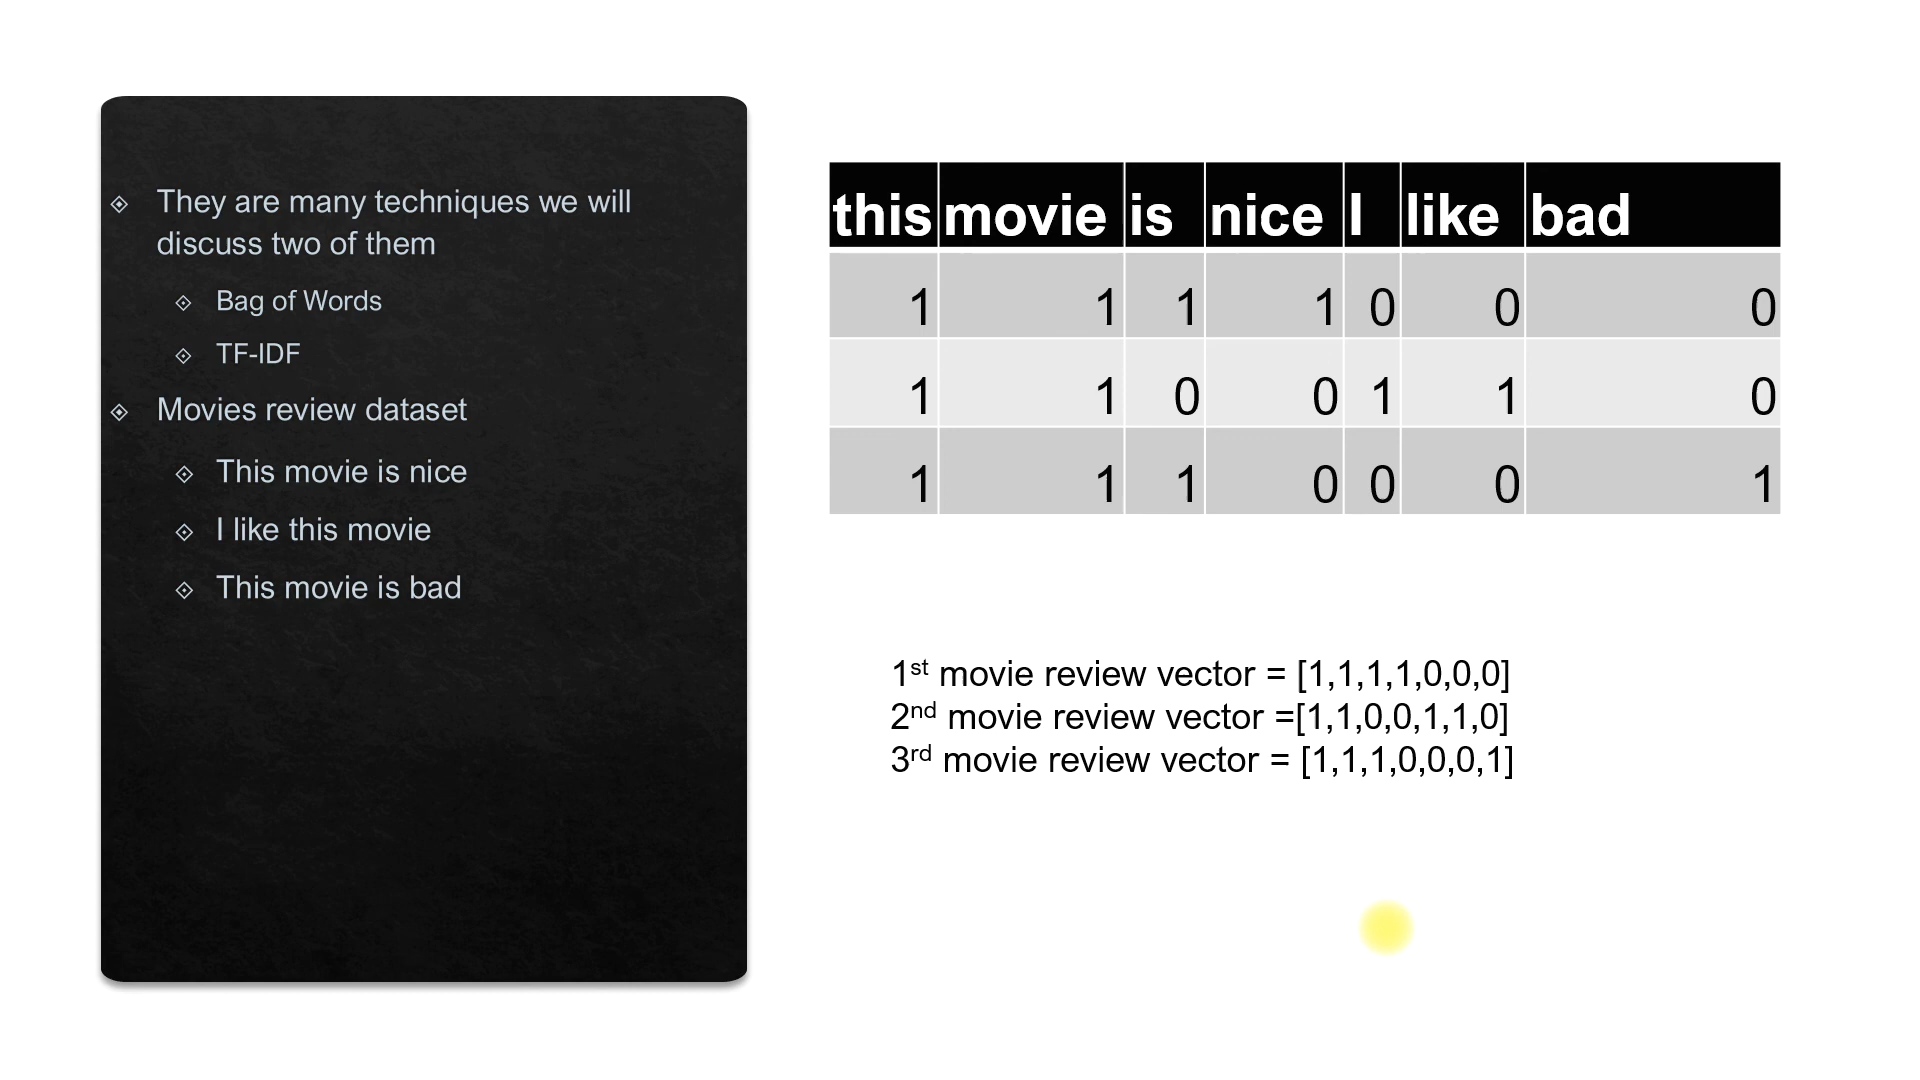 They are many techniques we will
discuss two of them
Bag of Words
TF-IDF
Movies review dataset
This movie is nice
I like this movie
This movie is bad
this movie is nice I like bad
1 1 1 1 0 0 0
1 1 0 0 1 1 0
1 1 1 0 0 0 1
1st movie review vector = [1,1,1,1,0,0,0]
2nd movie review vector =[1,1,0,0,1,1,0]
3rd movie review vector = [1,1,1,0,0,0,1]